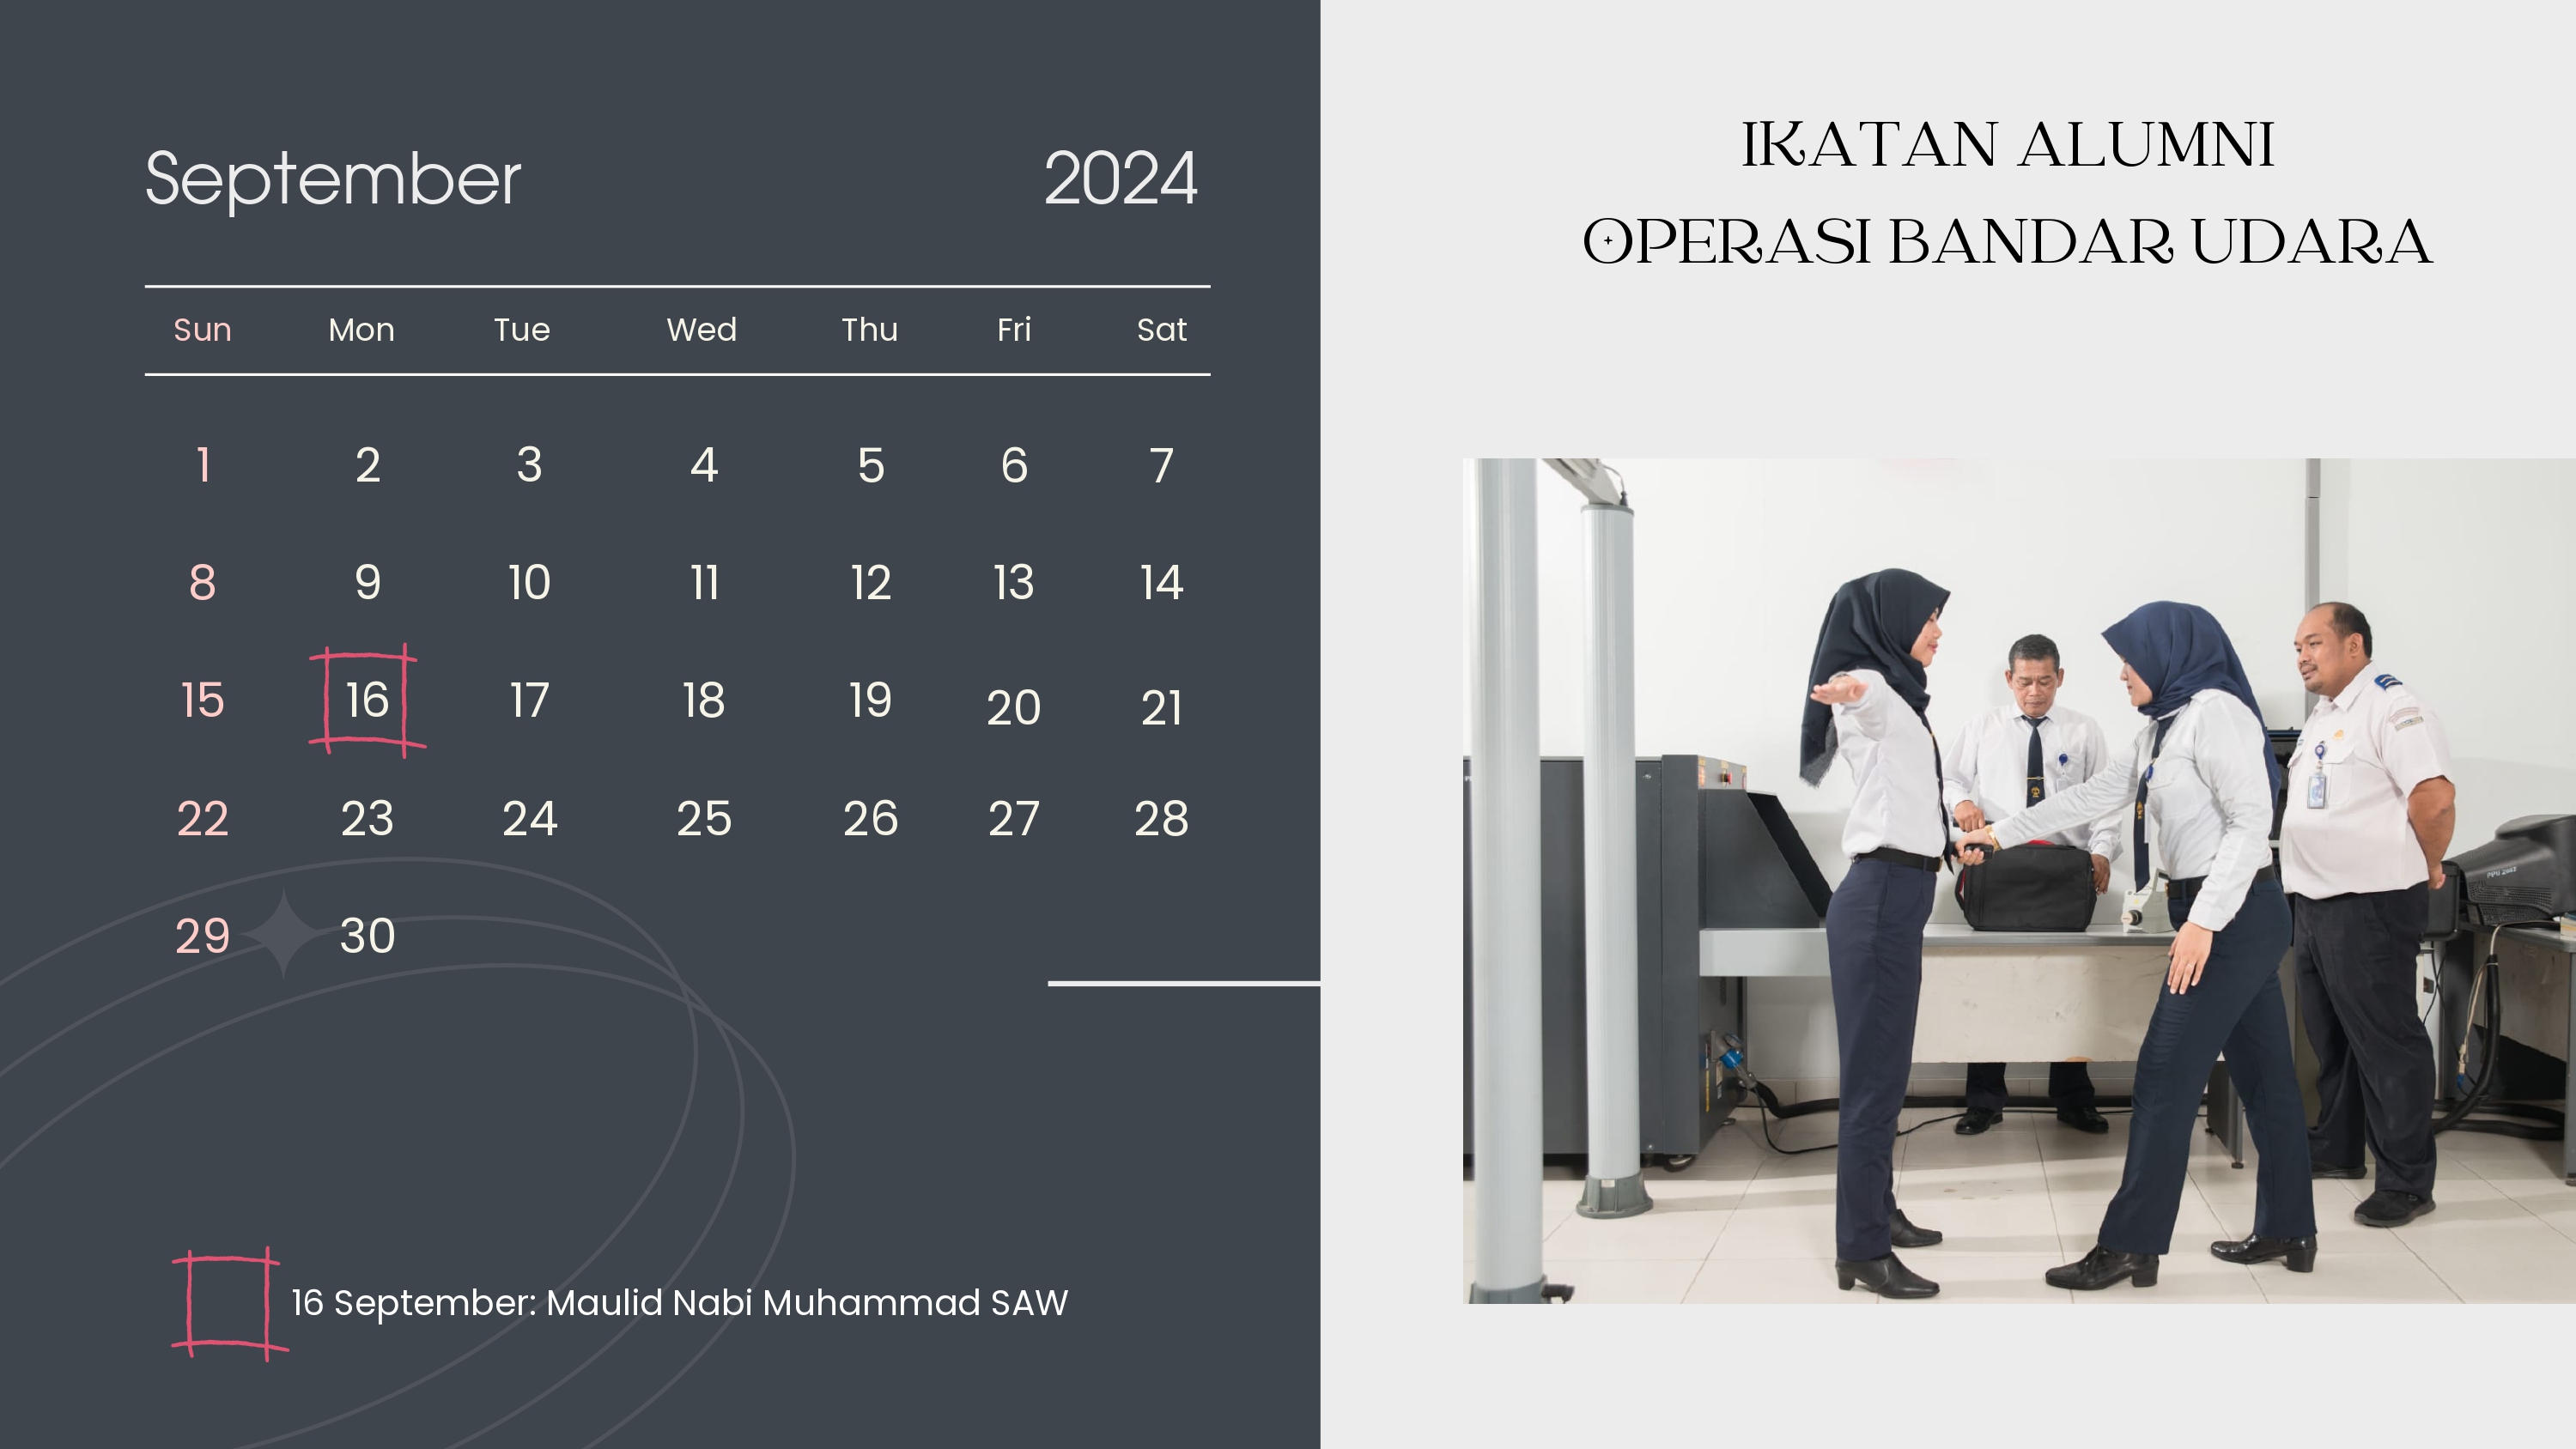 September 2024
Sun Mon Tue Wed Thu Fri Sat
1 2 3 4 5 6 7
8 9 10 11 12 13 14
15 16 17 18 19 20 21
22 23 24 25 26 27 28
29 30
16 September: Maulid Nabi Muhammad SAW
IKATAN ALUMNI
OPERASI BANDAR UDARA